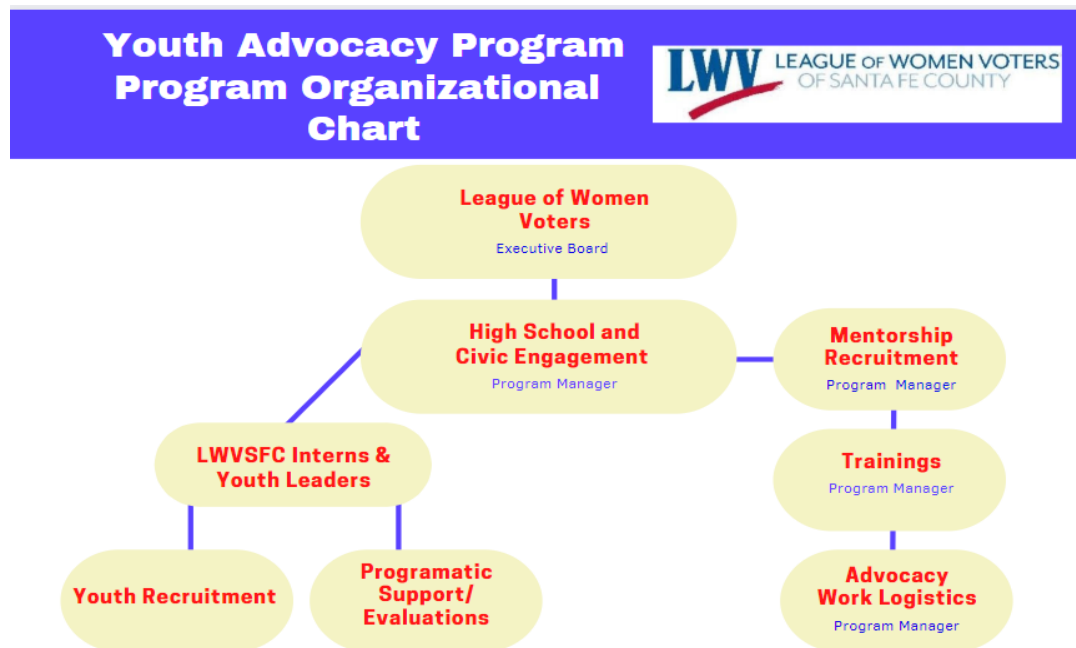 Youth Advocacy Program
Program Organizational
Chart
LWV
LEAGUE OF WOMEN VOTERS
OF SANTA FE COUNTY
League of Women
Voters
Executive Board
High School and
Civic Engagement
Program Manager
Mentorship
Recruitment
Program Manager
LWVSFC Interns &
Youth Leaders
Trainings
Program Manager
Youth Recruitment
Programatic
Support/
Evaluations
Advocacy
Work Logistics
Program Manager